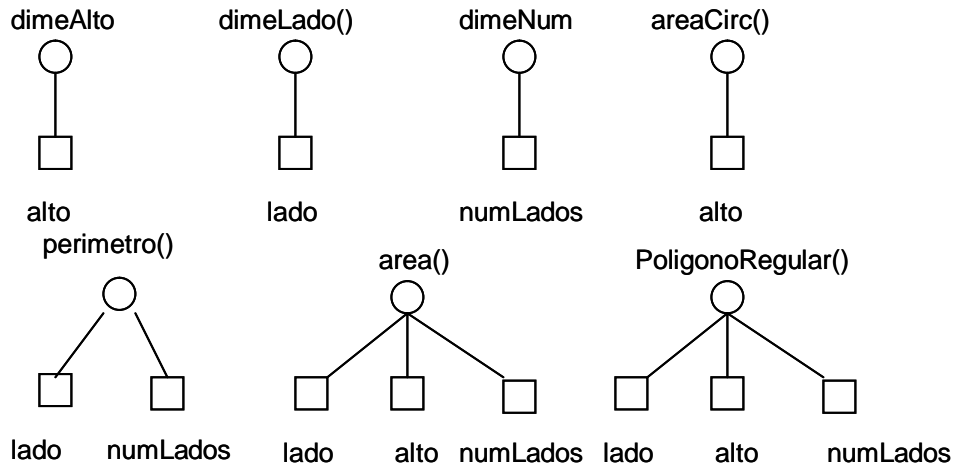 dimeAlto dimeLado() dimeNum areaCirc()
alto lado numLados alto
perimetro() area() PoligonoRegular()
lado numLados lado alto numLados lado alto numLados